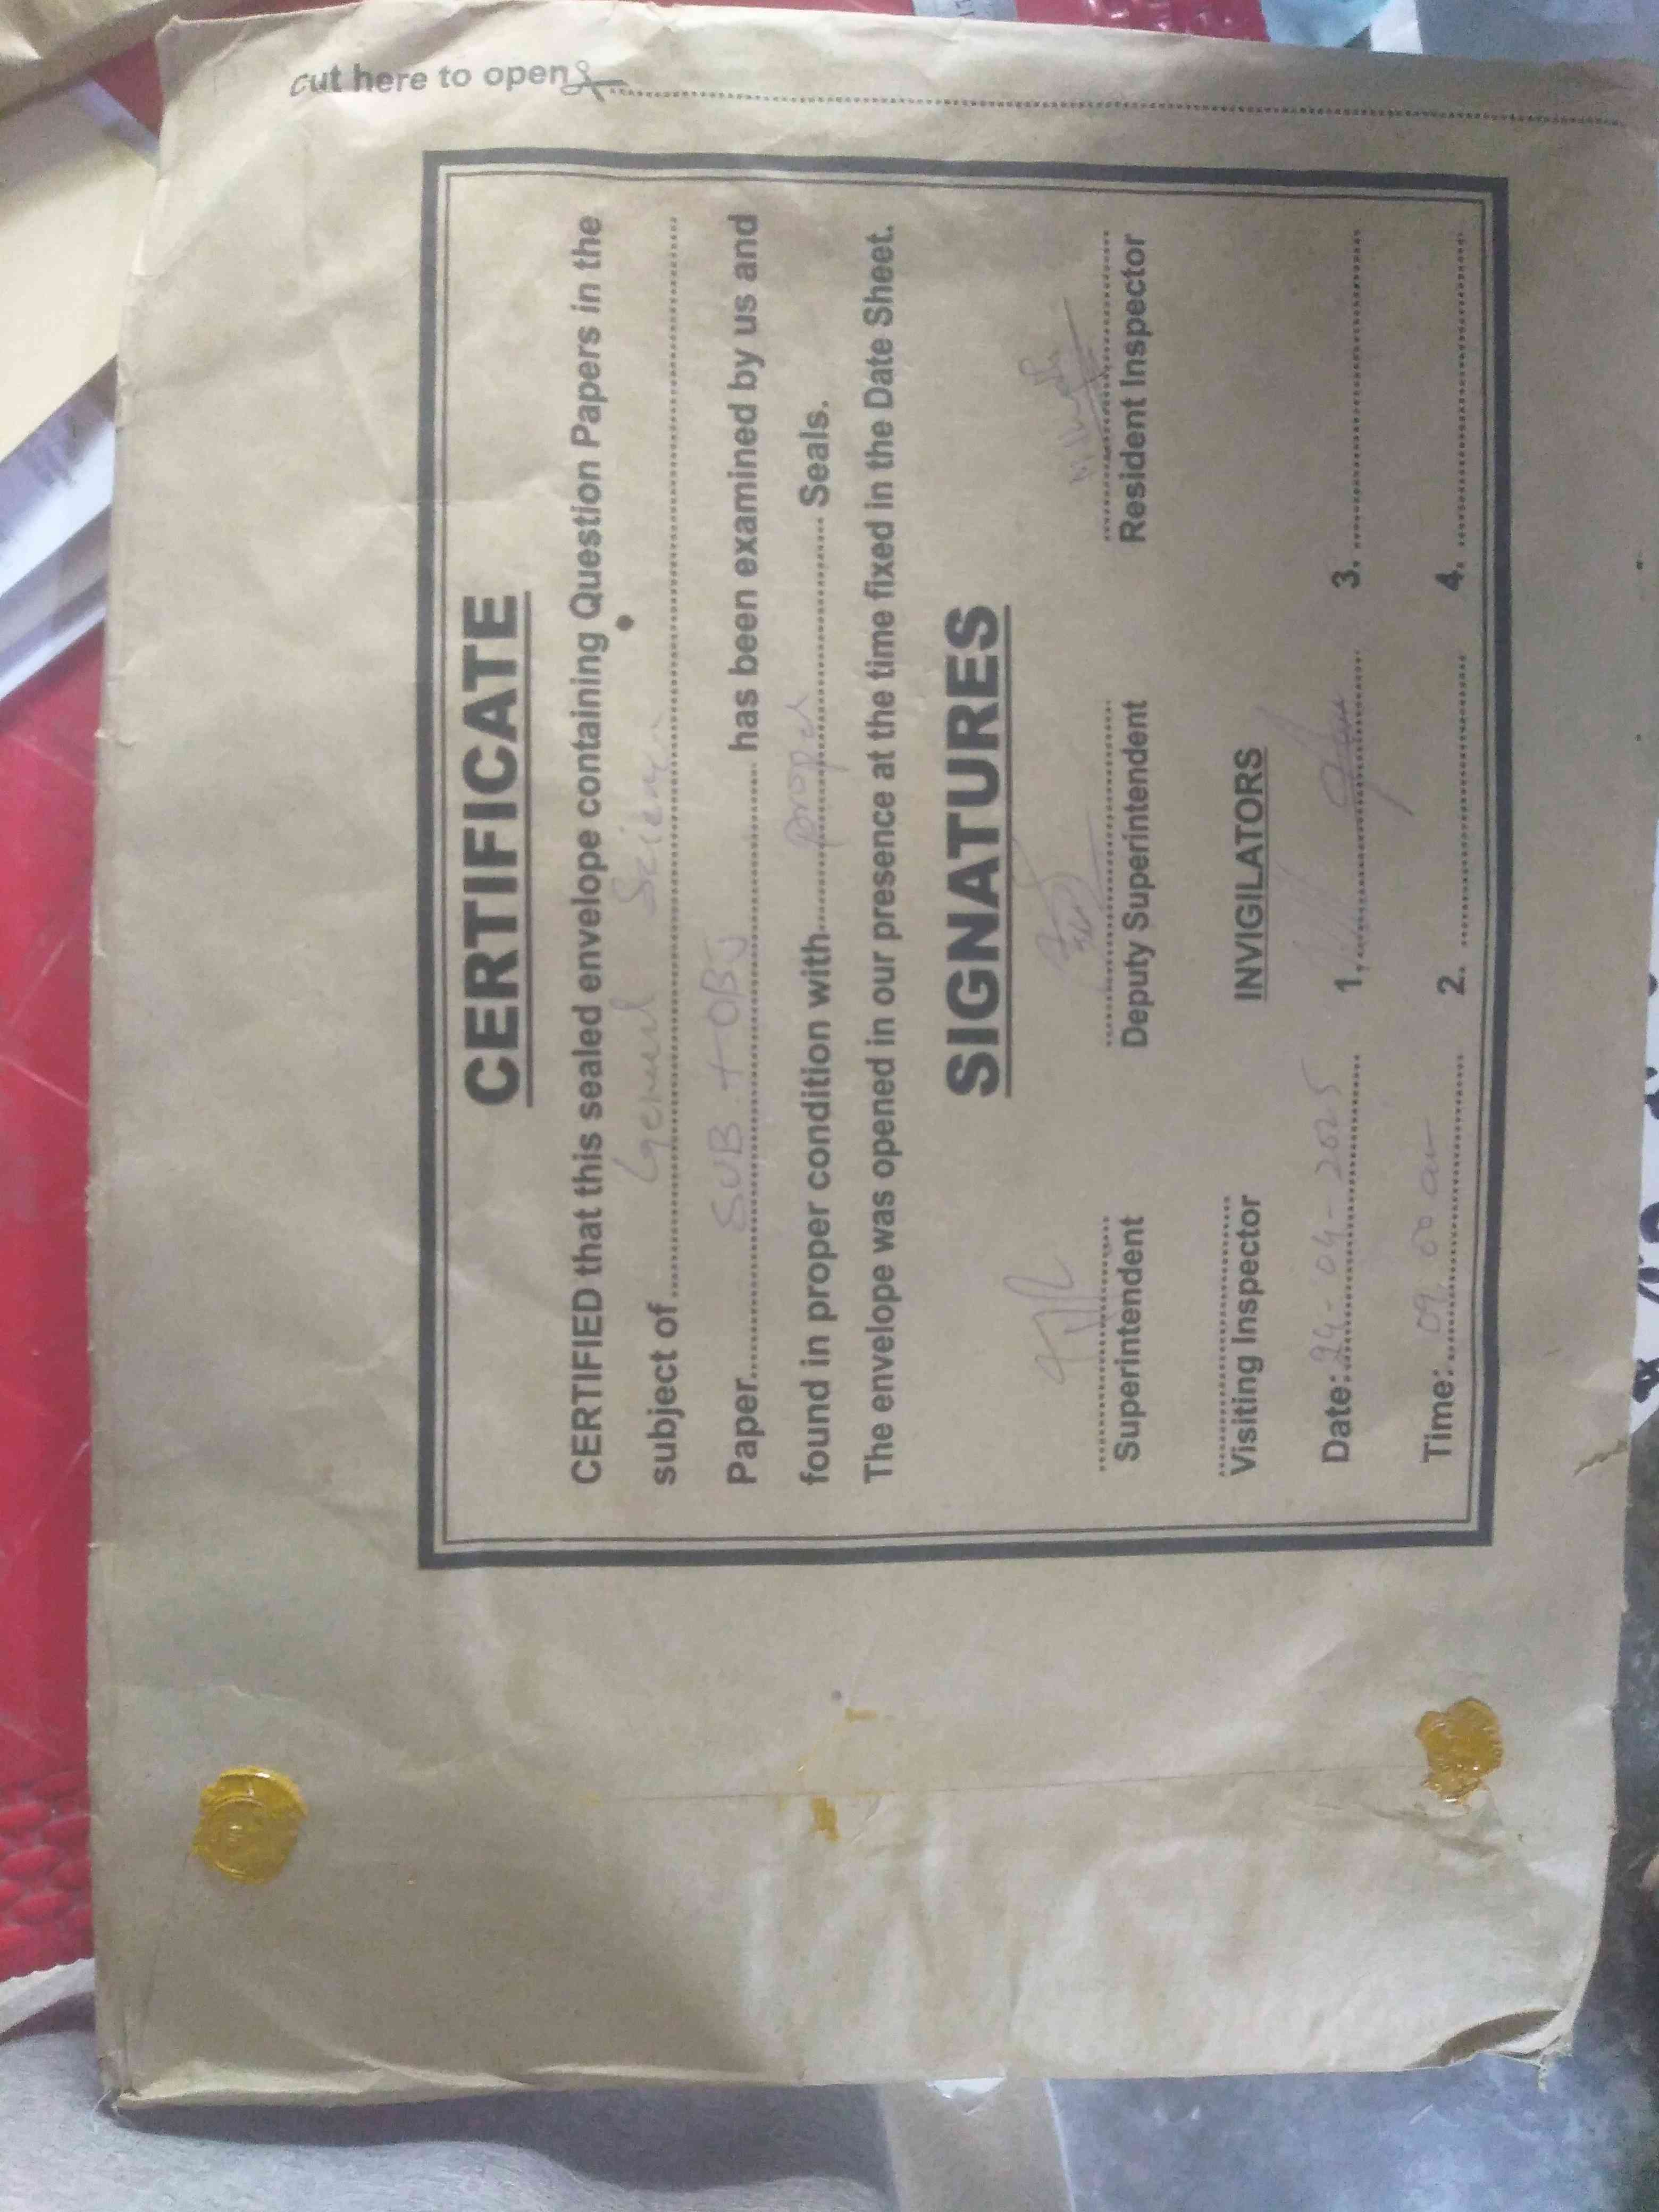 cut here to open
CERTIFICATE
CERTIFIED that this sealed envelope containing Question Papers in the
subject of.......General Science.......
Paper.......SUB + OBJ....... has been examined by us and
found in proper condition with.......proper....... Seals.
The envelope was opened in our presence at the time fixed in the Date Sheet.
SIGNATURES
Superintendent Deputy Superintendent Resident Inspector
Visiting Inspector INVIGILATORS
Date: 29-04-2025 1. 3.
Time: 09:00 am 2. 4.